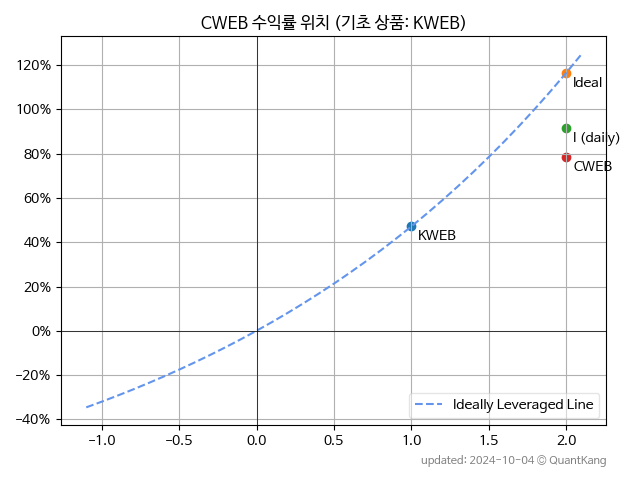 CWEB 수익률 위치 (기초 상품: KWEB)
120%
100%
80%
60%
40%
20%
0%
−20%
−40%
Ideal
I (daily)
CWEB
KWEB
Ideally Leveraged Line
−1.0 −0.5 0.0 0.5 1.0 1.5 2.0
updated: 2024-10-04 © QuantKang